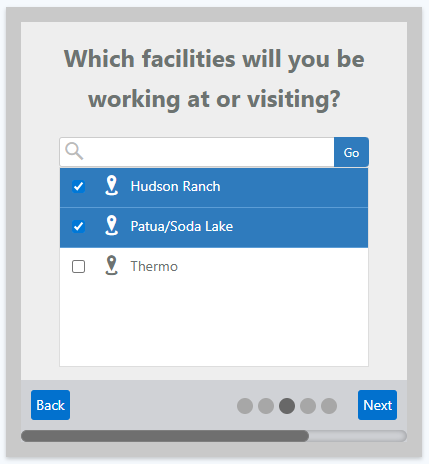 Which facilities will you be
working at or visiting?
Go
Hudson Ranch
Patua/Soda Lake
Thermo
Back
Next